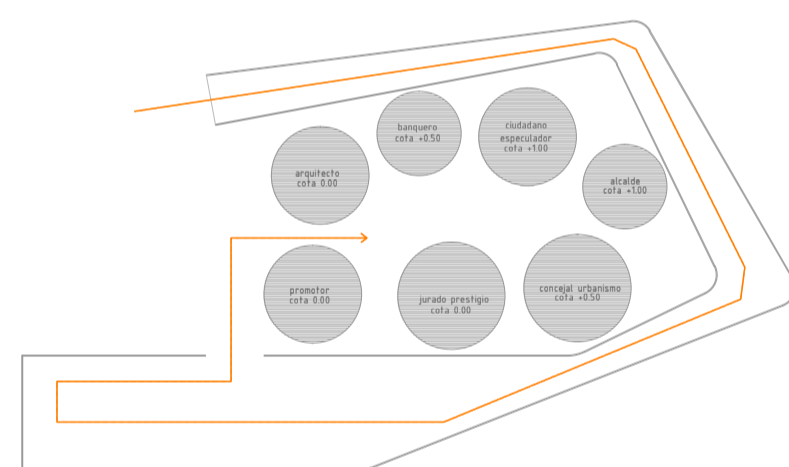 banquero
cota +0.50
ciudadano
especulador
cota +1.00
arquitecto
cota 0.00
alcalde
cota +1.00
promotor
cota 0.00
jurado prestigio
cota 0.00
concejal urbanismo
cota +0.50